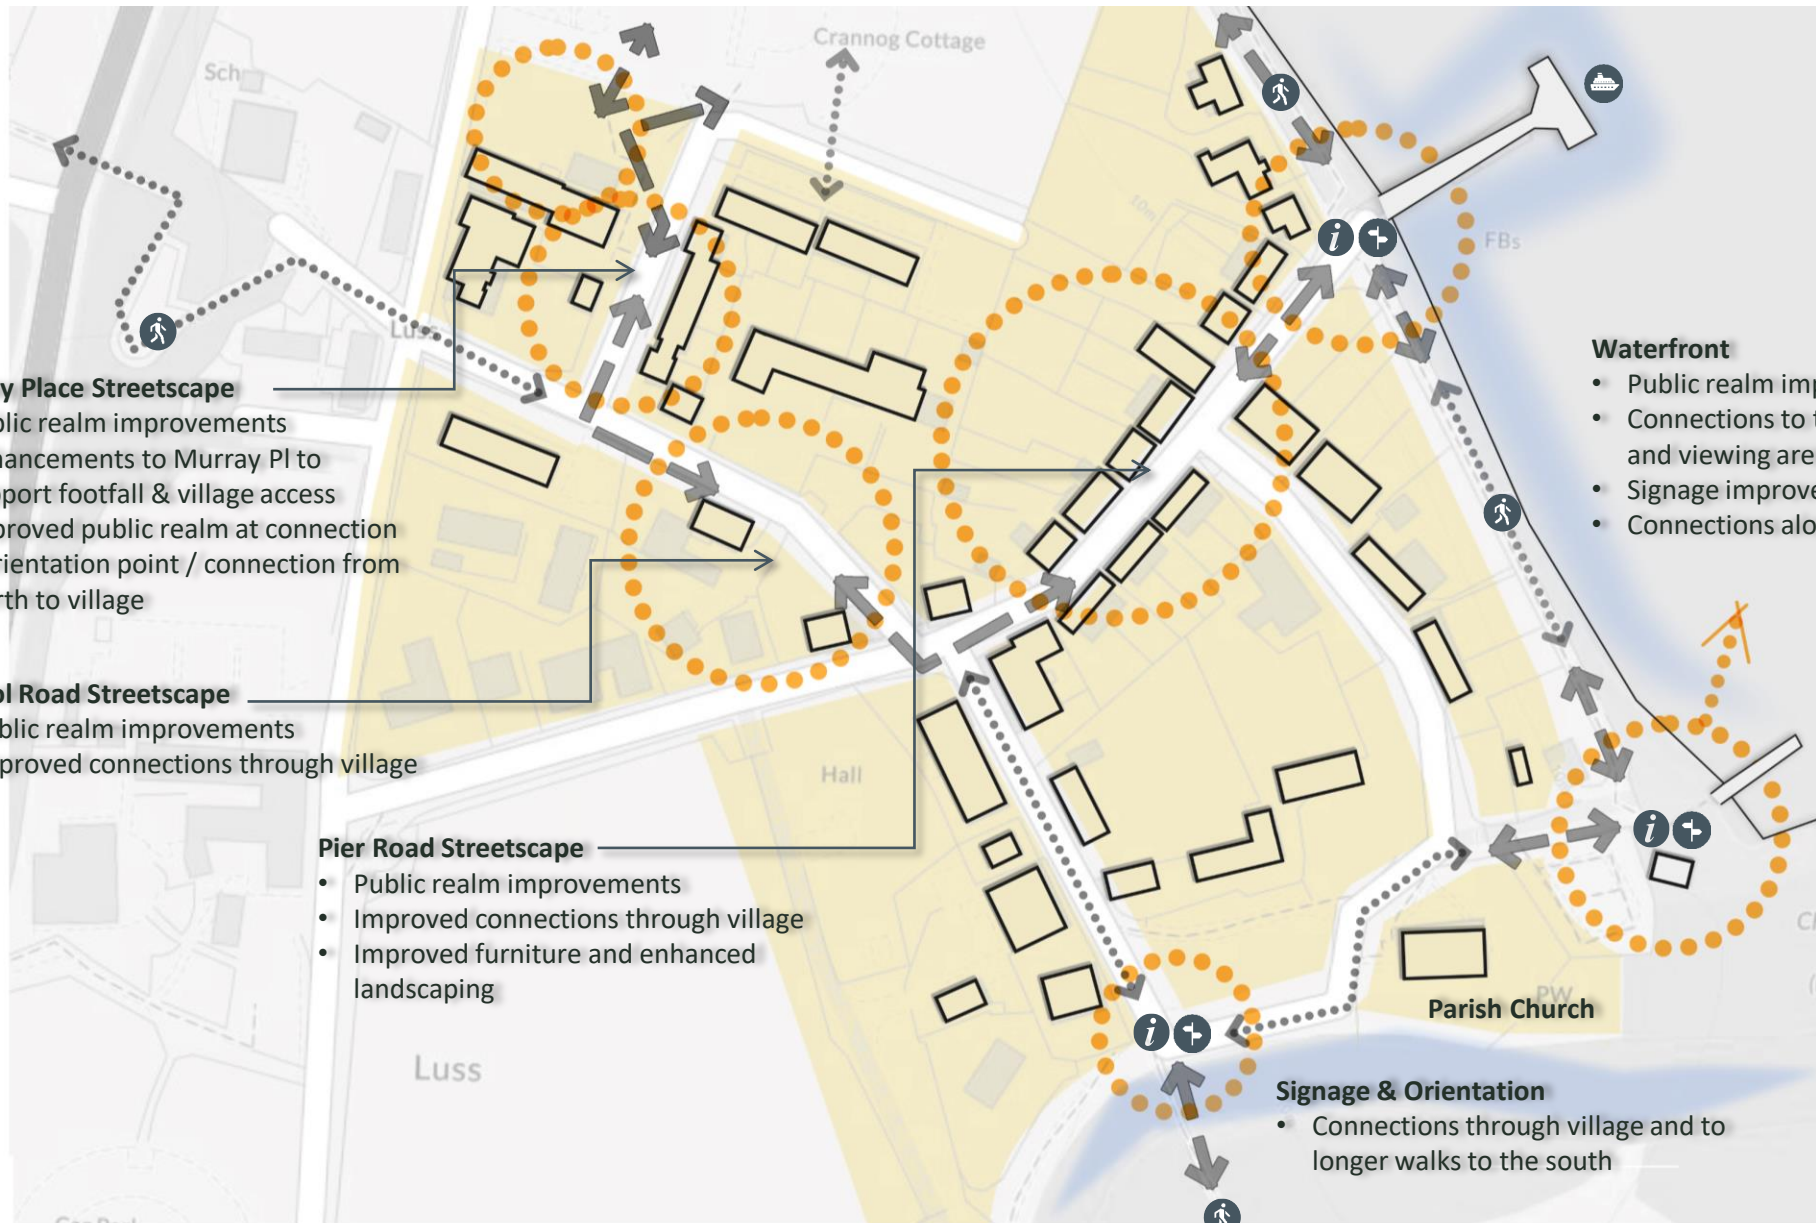 Crannog Cottage
Sch
10m
FBs
Luss
y Place Streetscape
blic realm improvements
hancements to Murray Pl to
pport footfall & village access
proved public realm at connection
rientation point / connection from
rth to village
Waterfront
• Public realm imp
• Connections to t
and viewing are
• Signage improve
• Connections alo
ol Road Streetscape
blic realm improvements
proved connections through village
Hall
Pier Road Streetscape
• Public realm improvements
• Improved connections through village
• Improved furniture and enhanced
landscaping
PW
Parish Church
Luss
Signage & Orientation
• Connections through village and to
longer walks to the south